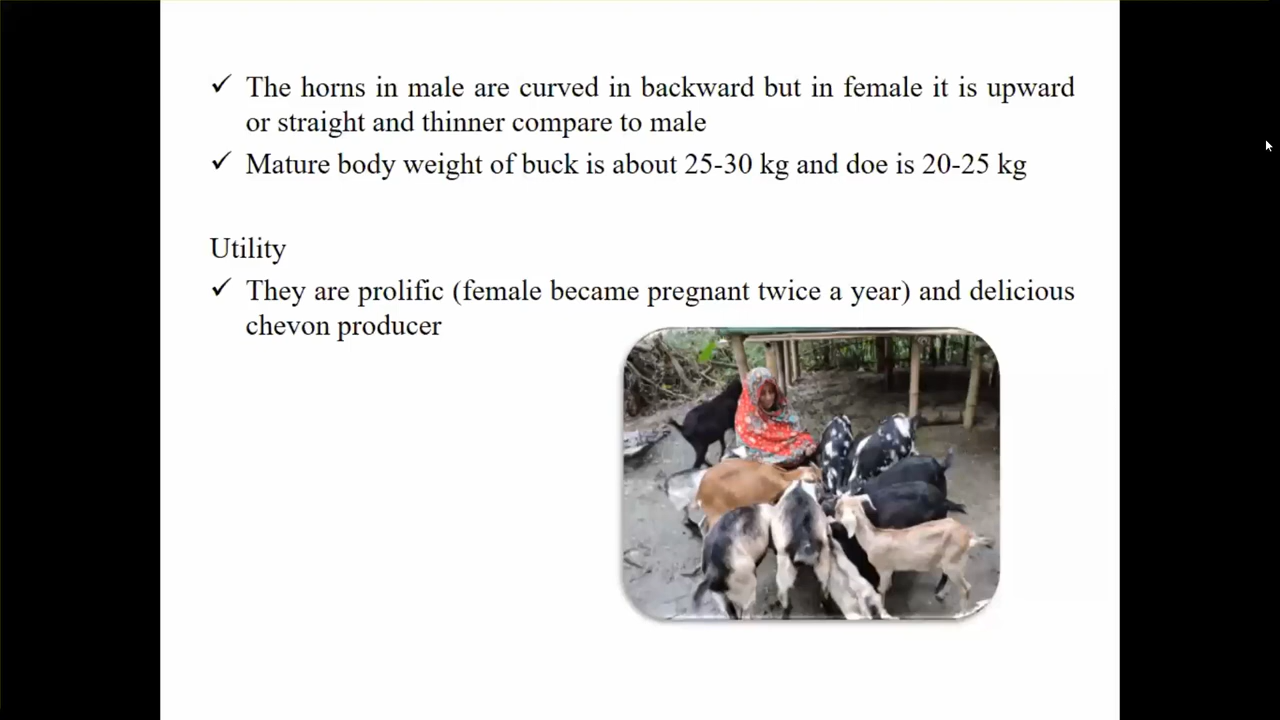 ✓ The horns in male are curved in backward but in female it is upward
or straight and thinner compare to male
✓ Mature body weight of buck is about 25-30 kg and doe is 20-25 kg
Utility
✓ They are prolific (female became pregnant twice a year) and delicious
chevon producer